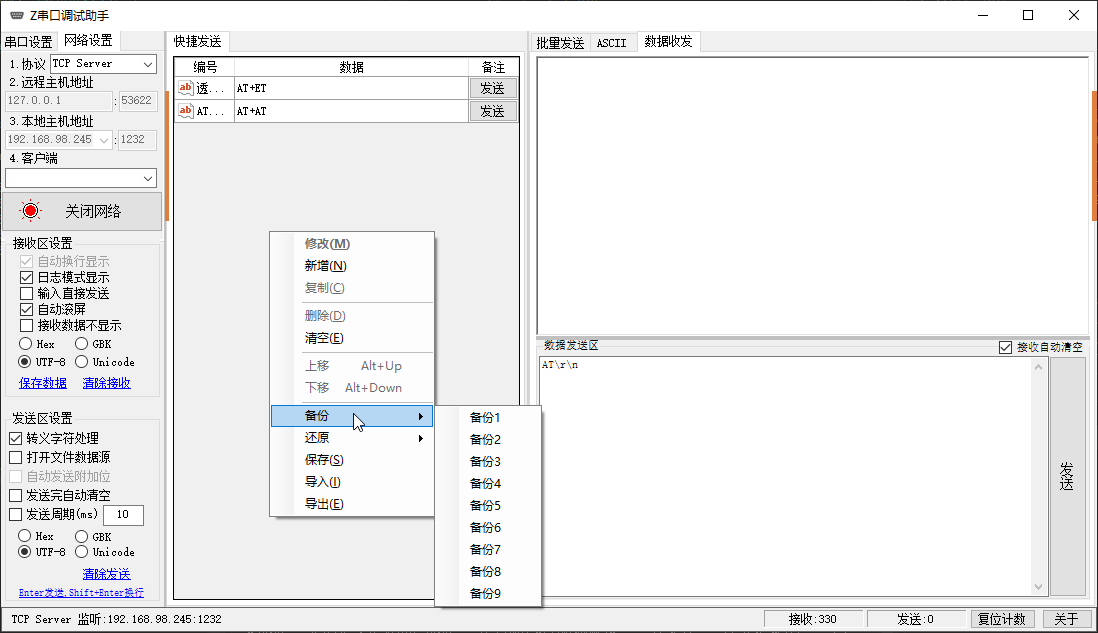 Z串口调试助手
串口设置 网络设置
1.协议 TCP Server
2.远程主机地址
127.0.0.1 : 53622
3.本地主机地址
192.168.98.245 : 1232
4.客户端
关闭网络
接收区设置
自动换行显示
日志模式显示
输入直接发送
自动滚屏
接收数据不显示
Hex GBK
UTF-8 Unicode
保存数据 清除接收
发送区设置
转义字符处理
打开文件数据源
自动发送附加位
发送完自动清空
发送周期(ms) 10
Hex GBK
UTF-8 Unicode
清除发送
Enter发送,Shift+Enter换行
快捷发送
编号 数据 备注
ab 透... AT+ET 发送
ab AT... AT+AT 发送
修改(M)
新增(N)
复制(C)
删除(D)
清空(E)
上移 Alt+Up
下移 Alt+Down
备份
还原
保存(S)
导入(I)
导出(E)
备份1
备份2
备份3
备份4
备份5
备份6
备份7
备份8
备份9
批量发送 ASCII 数据收发
数据发送区 接收自动清空
AT\r\n
发送
TCP Server 监听:192.168.98.245:1232 接收:330 发送:0 复位计数 关于